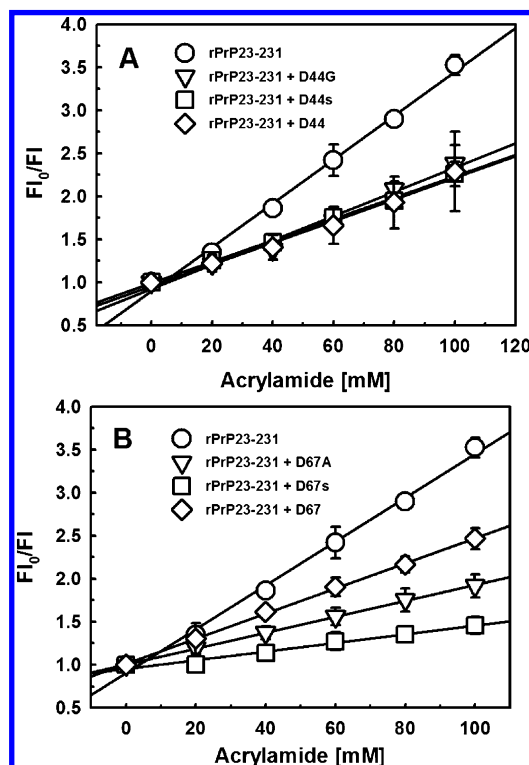 A
rPrP23-231
rPrP23-231 + D44G
rPrP23-231 + D44s
rPrP23-231 + D44
4.0
3.5
3.0
2.5
2.0
1.5
1.0
0.5
FI₀/FI
0 20 40 60 80 100 120
Acrylamide [mM]
B
rPrP23-231
rPrP23-231 + D67A
rPrP23-231 + D67s
rPrP23-231 + D67
4.0
3.5
3.0
2.5
2.0
1.5
1.0
0.5
FI₀/FI
0 20 40 60 80 100
Acrylamide [mM]